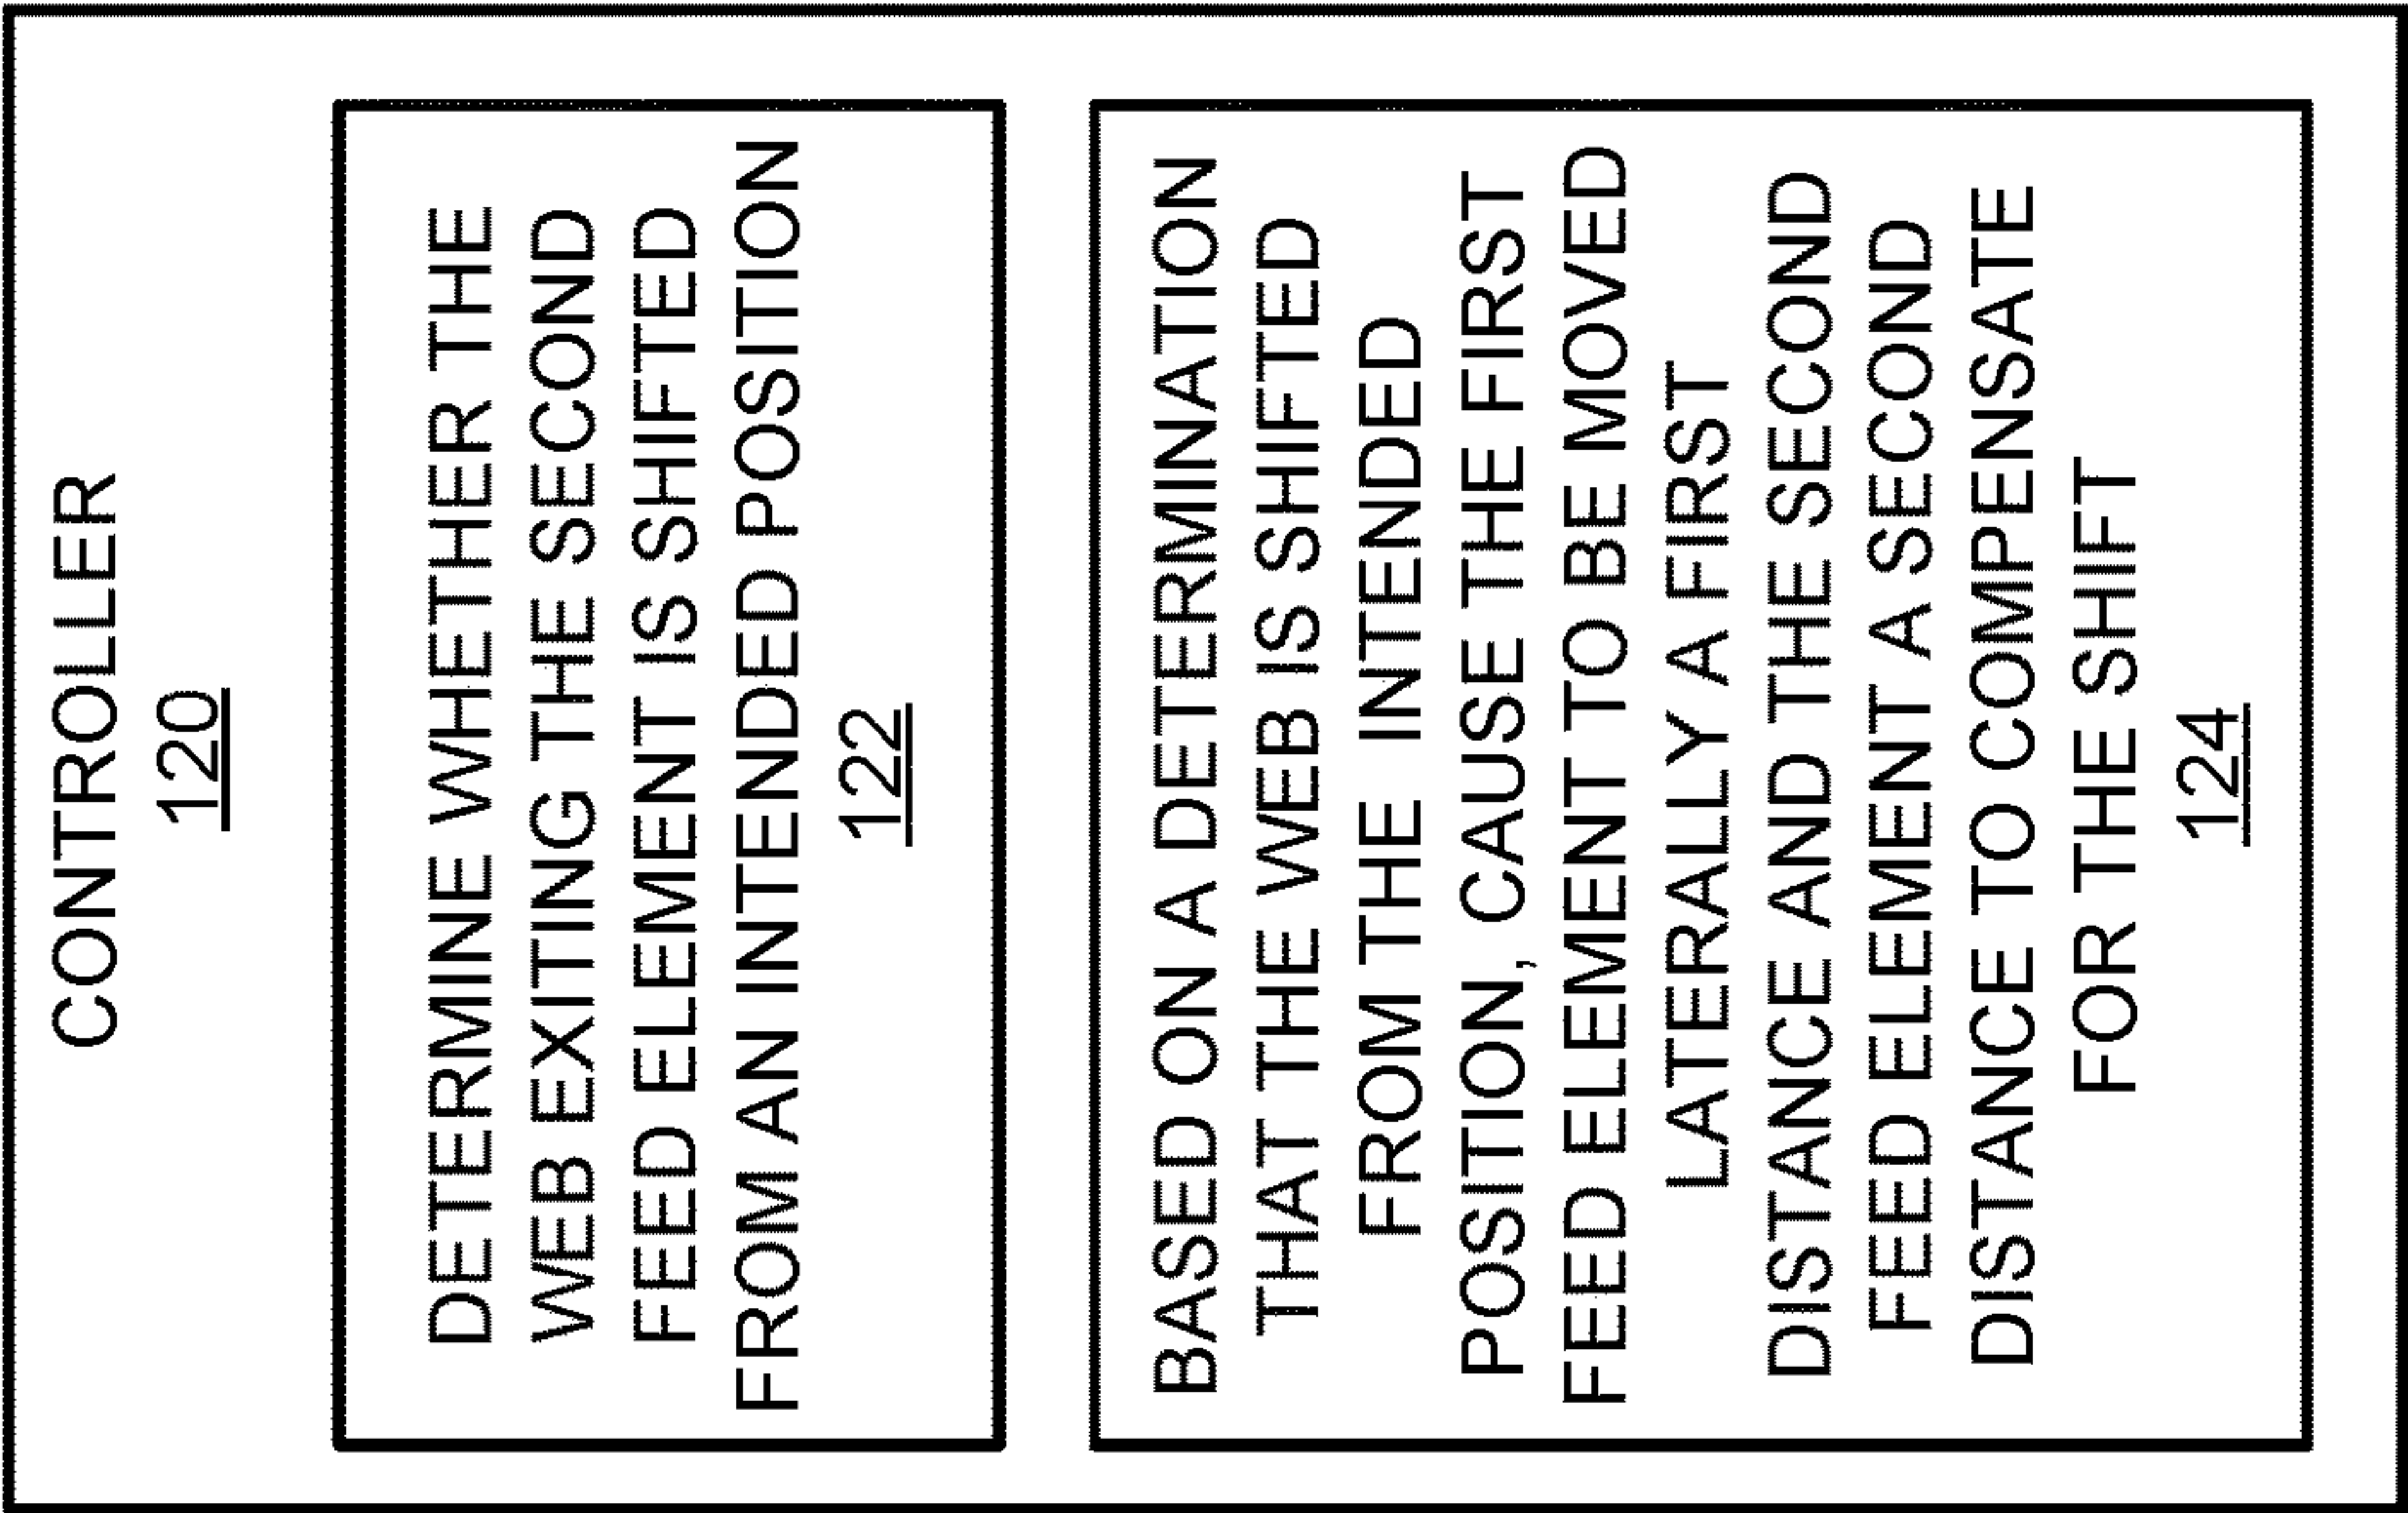 CONTROLLER
120
DETERMINE WHETHER THE
WEB EXITING THE SECOND
FEED ELEMENT IS SHIFTED
FROM AN INTENDED POSITION
122
BASED ON A DETERMINATION
THAT THE WEB IS SHIFTED
FROM THE INTENDED
POSITION, CAUSE THE FIRST
FEED ELEMENT TO BE MOVED
LATERALLY A FIRST
DISTANCE AND THE SECOND
FEED ELEMENT A SECOND
DISTANCE TO COMPENSATE
FOR THE SHIFT
124